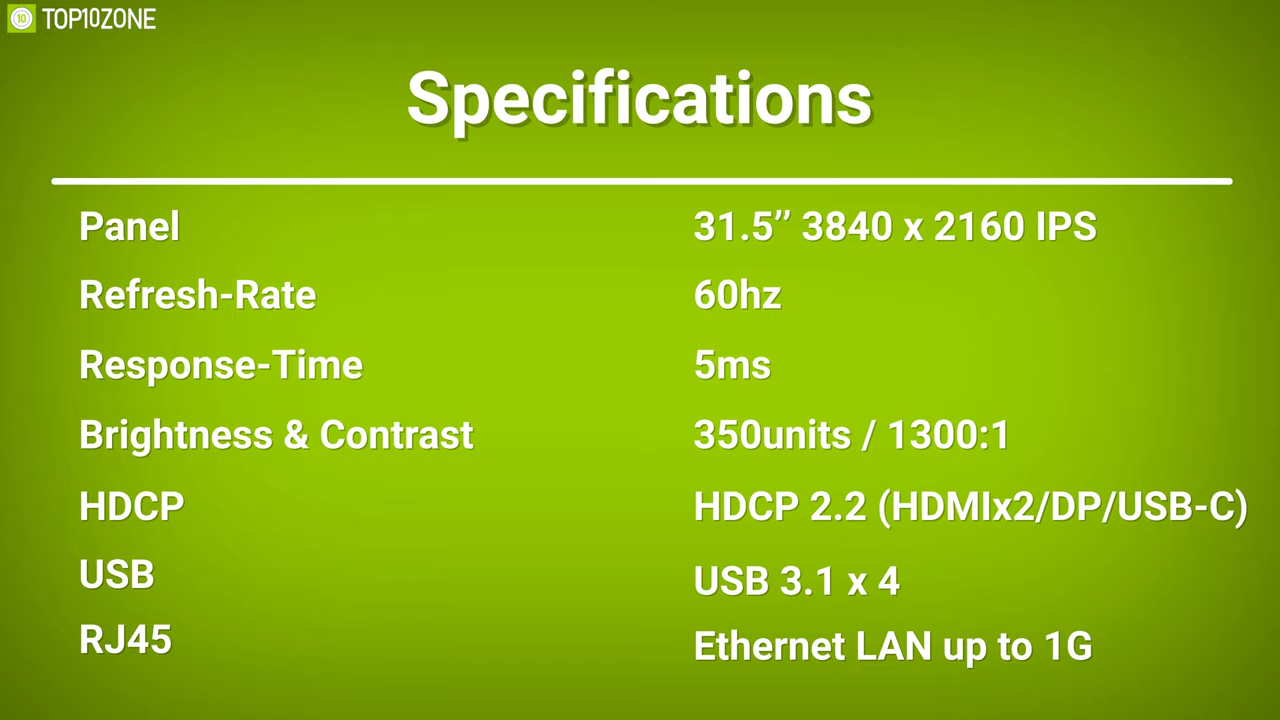 10 TOP10ZONE
Specifications
Panel 31.5’’ 3840 x 2160 IPS
Refresh-Rate 60hz
Response-Time 5ms
Brightness & Contrast 350units / 1300:1
HDCP HDCP 2.2 (HDMIx2/DP/USB-C)
USB USB 3.1 x 4
RJ45 Ethernet LAN up to 1G